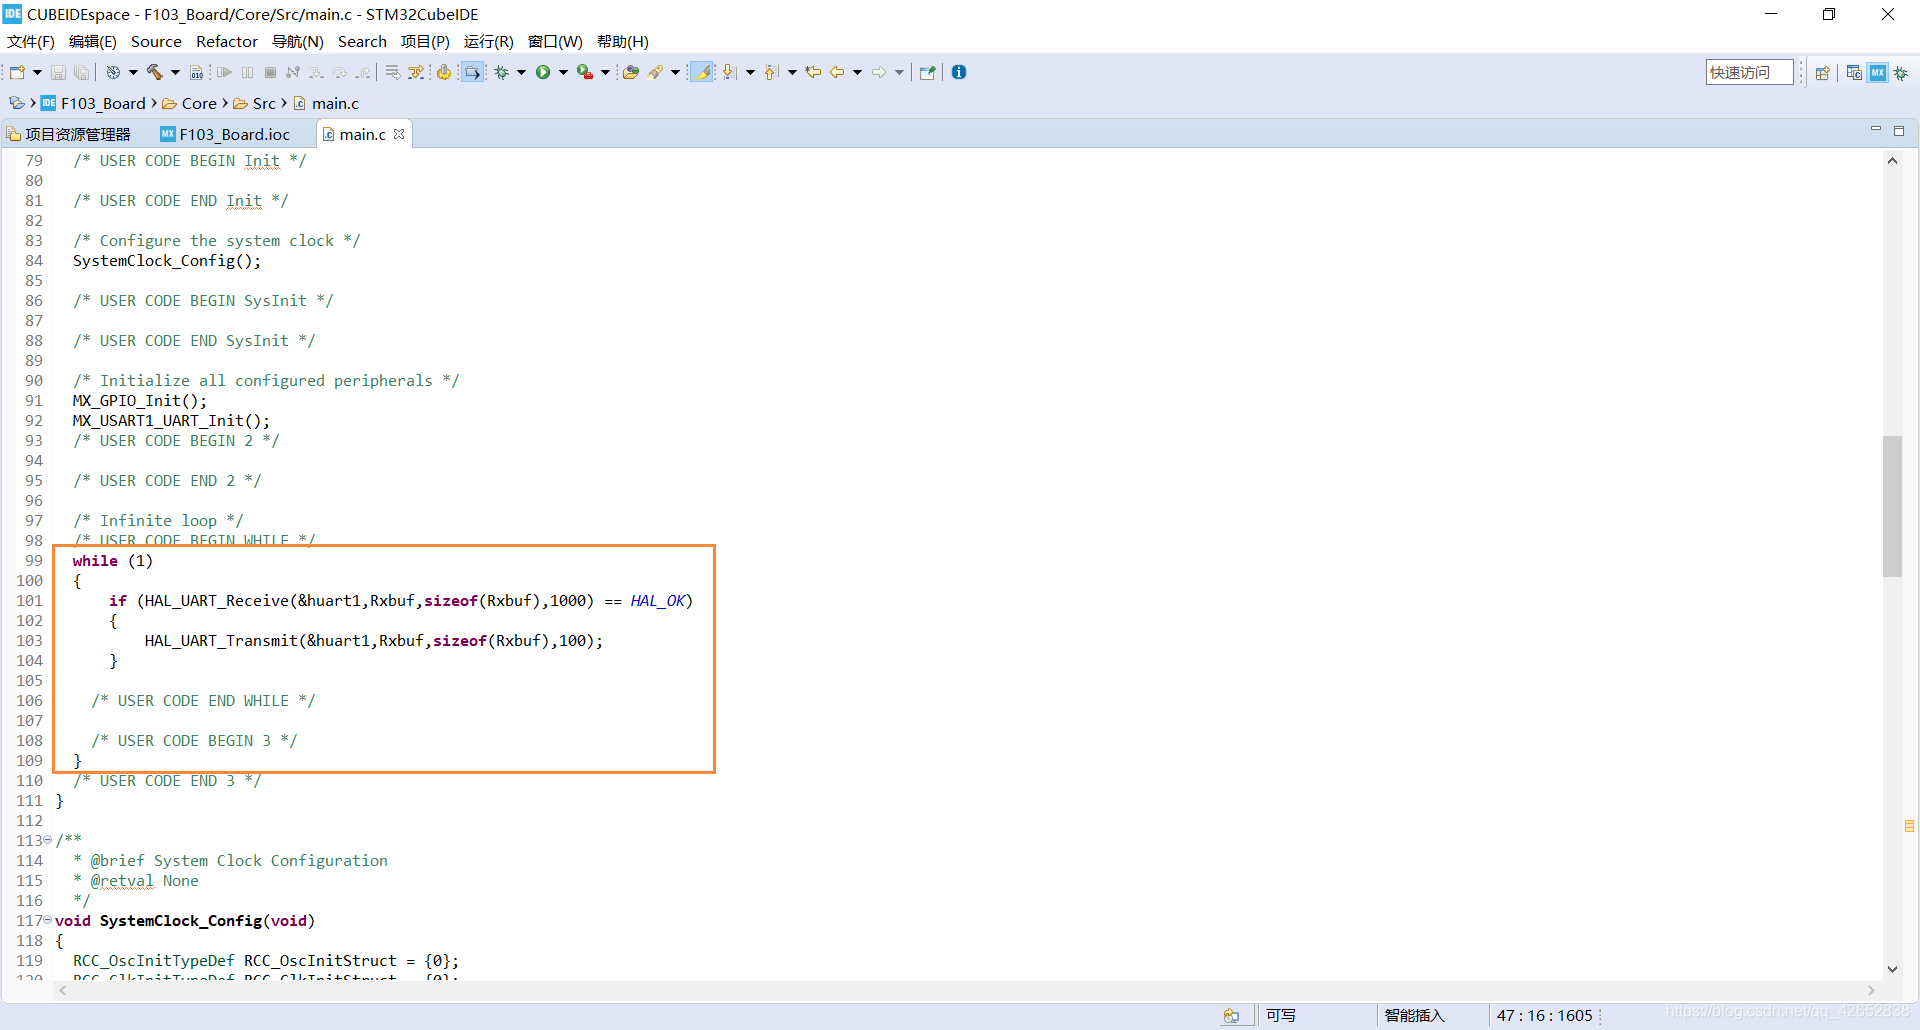 IDE CUBEIDEspace - F103_Board/Core/Src/main.c - STM32CubeIDE
文件(F) 编辑(E) Source Refactor 导航(N) Search 项目(P) 运行(R) 窗口(W) 帮助(H)
010 快速访问 MX
IDE F103_Board Core Src main.c
项目资源管理器 MX F103_Board.ioc main.c
79 /* USER CODE BEGIN Init */
80
81 /* USER CODE END Init */
82
83 /* Configure the system clock */
84 SystemClock_Config();
85
86 /* USER CODE BEGIN SysInit */
87
88 /* USER CODE END SysInit */
89
90 /* Initialize all configured peripherals */
91 MX_GPIO_Init();
92 MX_USART1_UART_Init();
93 /* USER CODE BEGIN 2 */
94
95 /* USER CODE END 2 */
96
97 /* Infinite loop */
98 /* USER CODE BEGIN WHILE */
99 while (1)
100 {
101 if (HAL_UART_Receive(&huart1,Rxbuf,sizeof(Rxbuf),1000) == HAL_OK)
102 {
103 HAL_UART_Transmit(&huart1,Rxbuf,sizeof(Rxbuf),100);
104 }
105
106 /* USER CODE END WHILE */
107
108 /* USER CODE BEGIN 3 */
109 }
110 /* USER CODE END 3 */
111 }
112
113 /**
114 * @brief System Clock Configuration
115 * @retval None
116 */
117 void SystemClock_Config(void)
118 {
119 RCC_OscInitTypeDef RCC_OscInitStruct = {0};
120 RCC_ClkInitTypeDef RCC_ClkInitStruct = {0};
可写 智能插入 47 : 16 : 1605
https://blog.csdn.net/qq_42652838